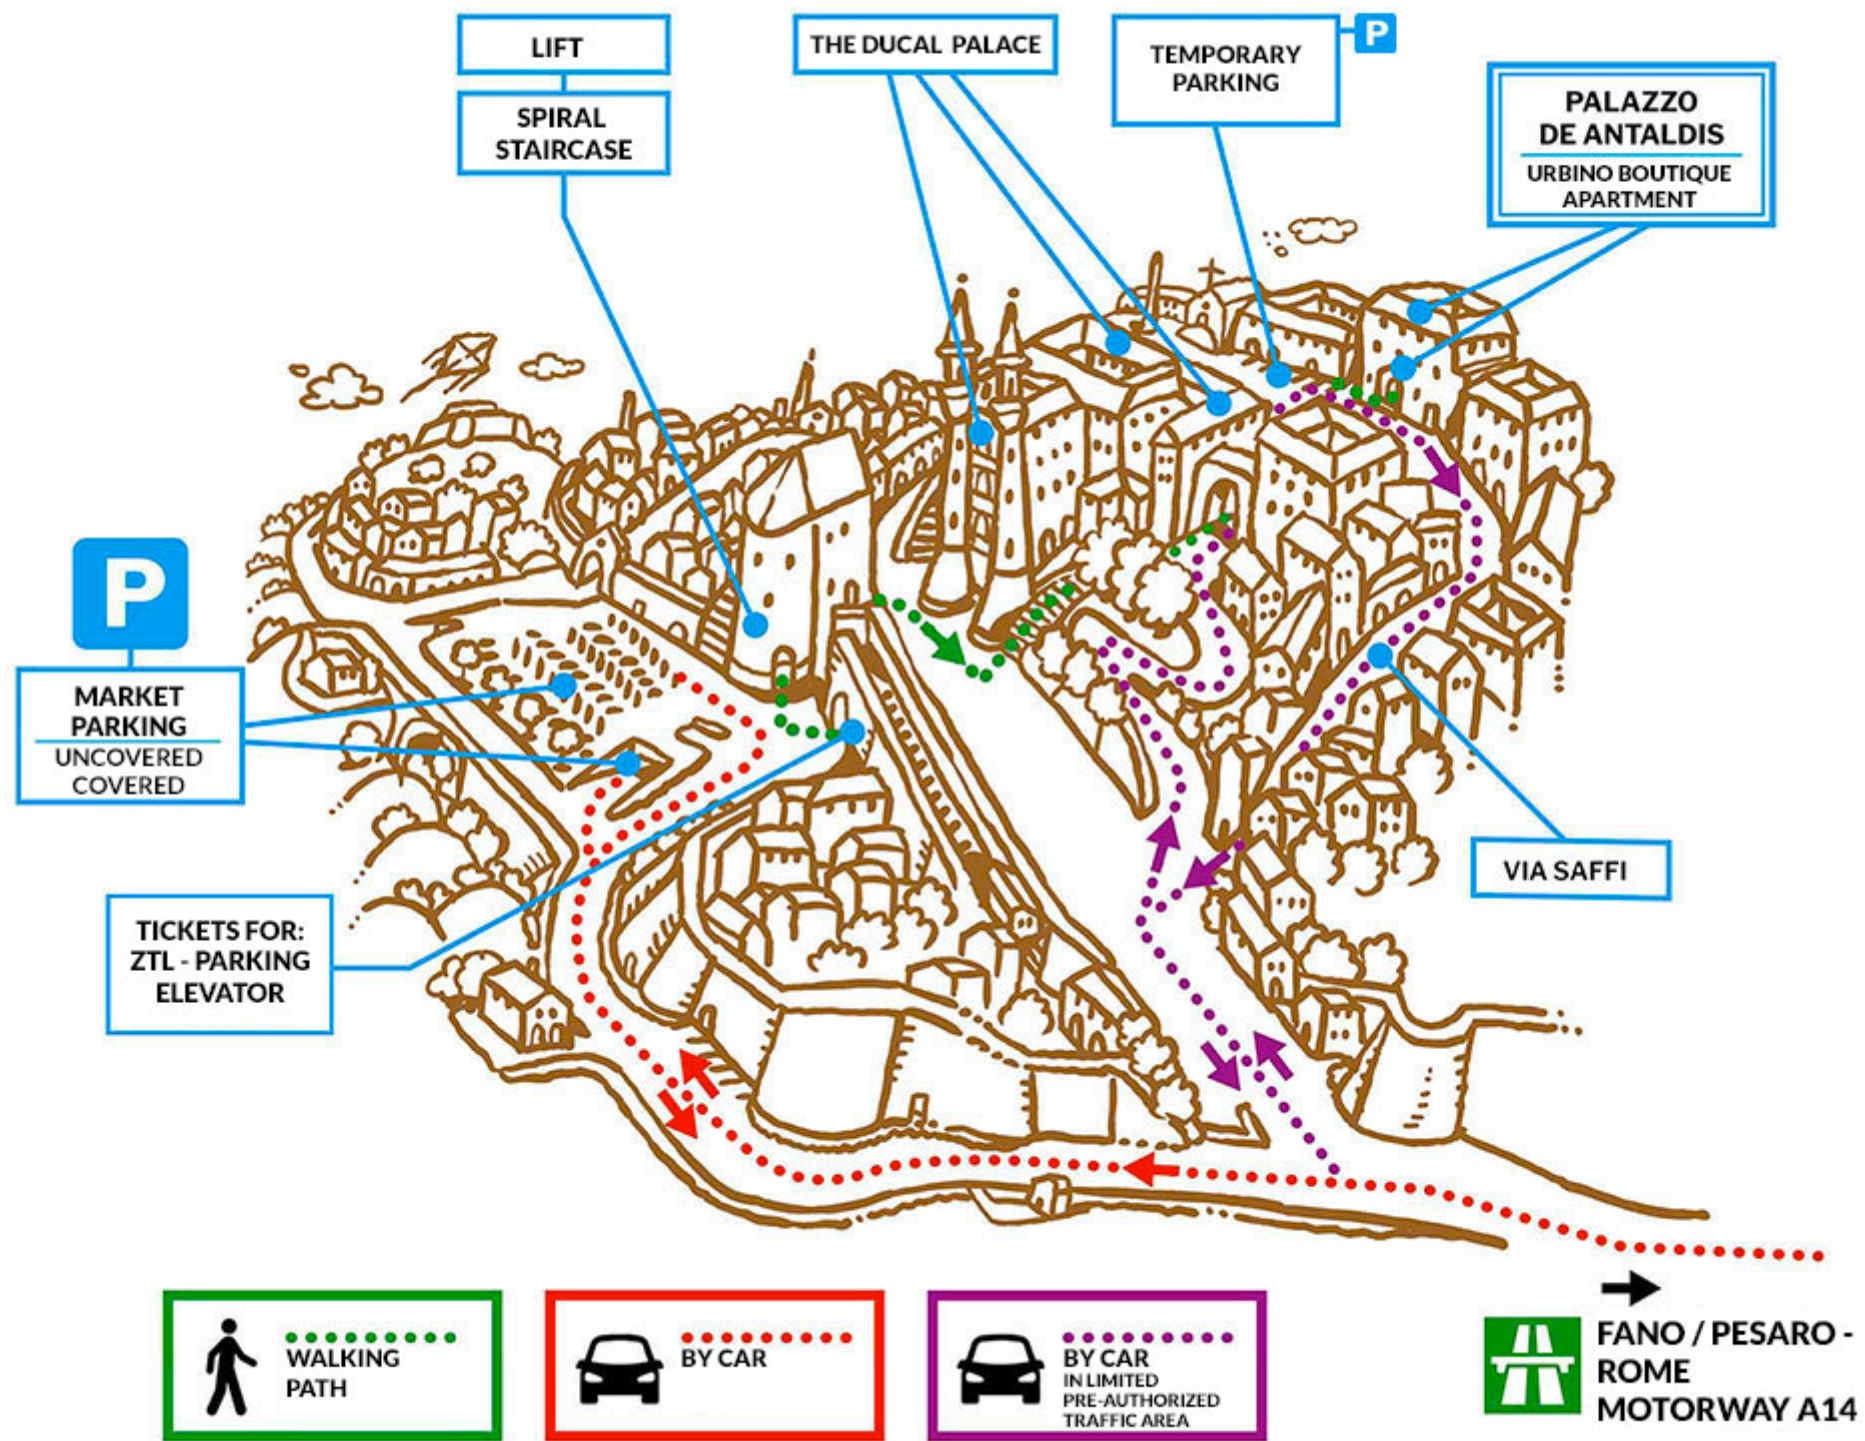 LIFT
SPIRAL
STAIRCASE
THE DUCAL PALACE
TEMPORARY
PARKING
P
PALAZZO
DE ANTALDIS
URBINO BOUTIQUE
APARTMENT
P
MARKET
PARKING
UNCOVERED
COVERED
TICKETS FOR:
ZTL - PARKING
ELEVATOR
VIA SAFFI
WALKING
PATH
BY CAR
BY CAR
IN LIMITED
PRE-AUTHORIZED
TRAFFIC AREA
FANO / PESARO -
ROME
MOTORWAY A14